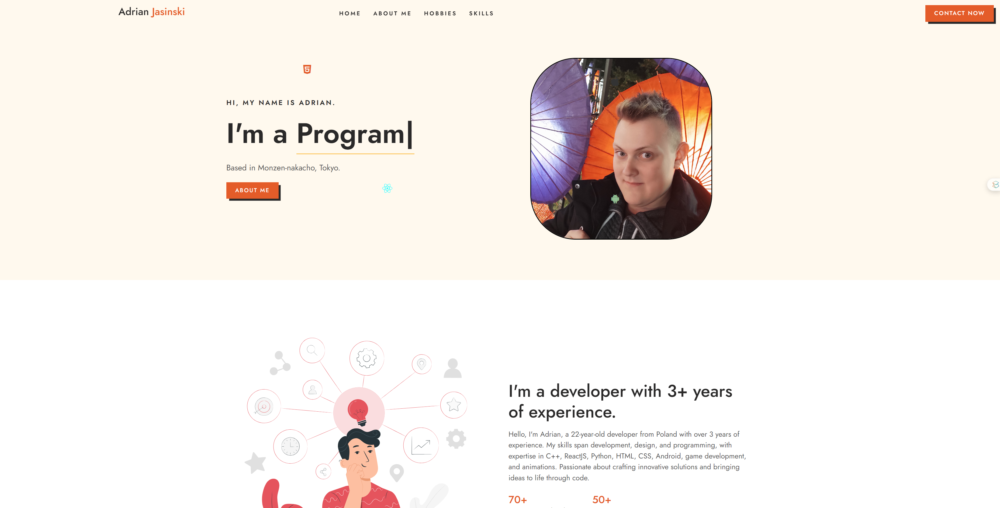 Adrian Jasinski
HOME ABOUT ME HOBBIES SKILLS
CONTACT NOW
HI, MY NAME IS ADRIAN.
I'm a Program|
Based in Monzen-nakacho, Tokyo.
ABOUT ME
I'm a developer with 3+ years
of experience.
Hello, I'm Adrian, a 22-year-old developer from Poland with over 3 years of
experience. My skills span development, design, and programming, with
expertise in C++, ReactJS, Python, HTML, CSS, Android, game development,
and animations. Passionate about crafting innovative solutions and bringing
ideas to life through code.
70+ 50+